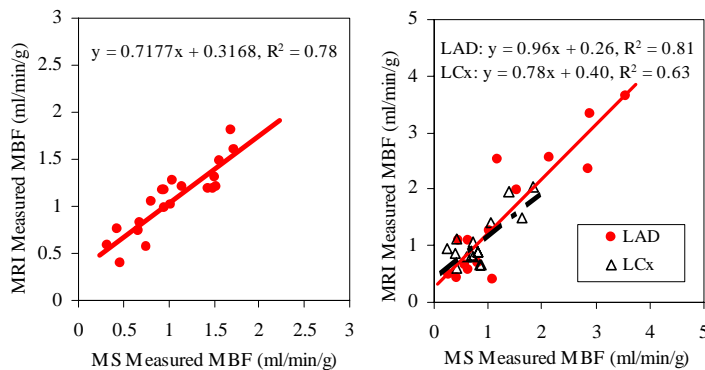 y = 0.7177x + 0.3168, R² = 0.78
MRI Measured MBF (ml/min/g)
3
2.5
2
1.5
1
0.5
0
0 0.5 1 1.5 2 2.5 3
MS Measured MBF (ml/min/g)
LAD: y = 0.96x + 0.26, R² = 0.81
LCx: y = 0.78x + 0.40, R² = 0.63
MRI Measured MBF (ml/min/g)
5
4
3
2
1
0
LAD
LCx
0 1 2 3 4 5
MS Measured MBF (ml/min/g)